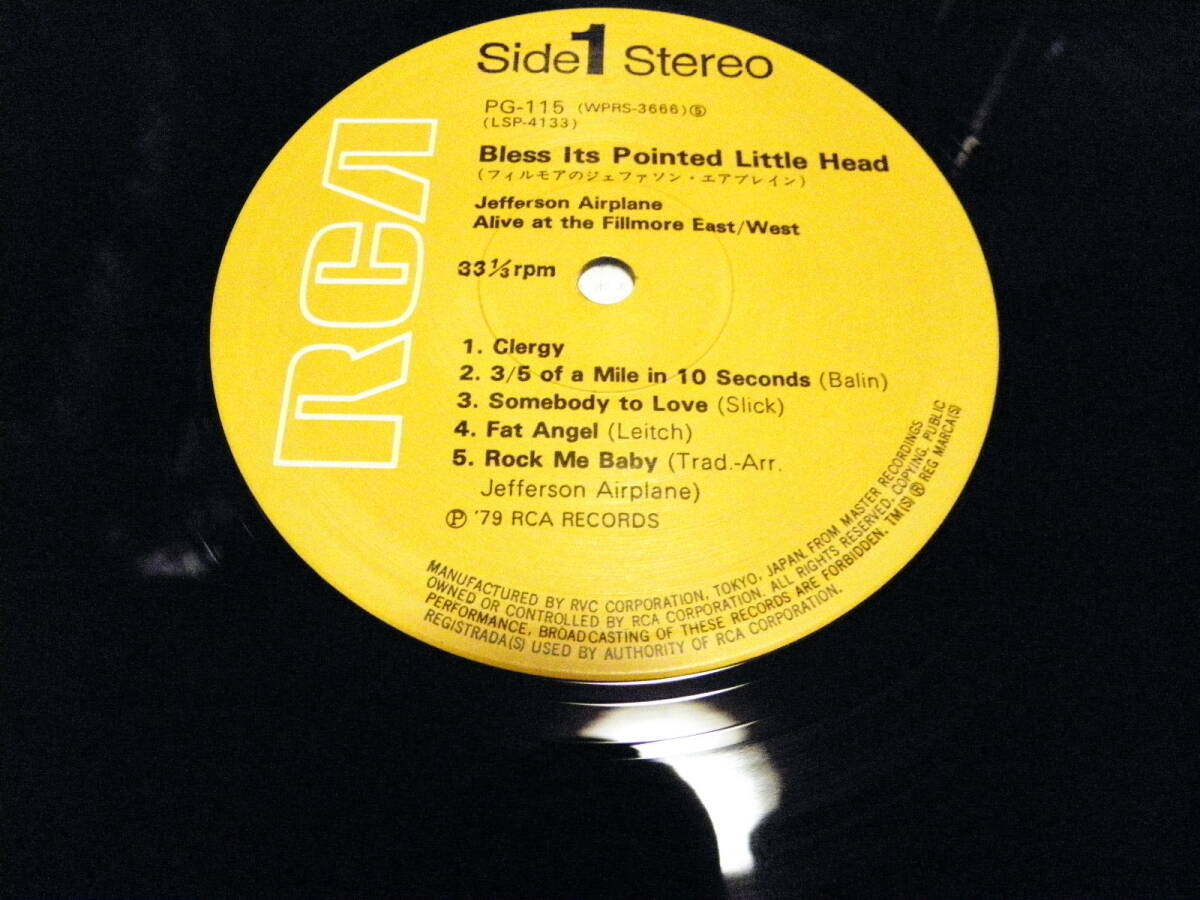 Side 1 Stereo
PG-115 (WPRS-3666)⑤
(LSP-4133)
Bless Its Pointed Little Head
(フィルモアのジェファソン・エアプレイン)
Jefferson Airplane
Alive at the Fillmore East/West
33⅓rpm
RCA
1. Clergy
2. 3/5 of a Mile in 10 Seconds (Balin)
3. Somebody to Love (Slick)
4. Fat Angel (Leitch)
5. Rock Me Baby (Trad.-Arr.
Jefferson Airplane)
Ⓟ '79 RCA RECORDS
MANUFACTURED BY RVC CORPORATION, TOKYO, JAPAN. FROM MASTER RECORDINGS
OWNED OR CONTROLLED BY RCA CORPORATION. ALL RIGHTS RESERVED. COPYING, PUBLIC
PERFORMANCE, BROADCASTING OF THESE RECORDS ARE FORBIDDEN. TM(S) ® REG MARCA(S)
REGISTRADA(S) USED BY AUTHORITY OF RCA CORPORATION.